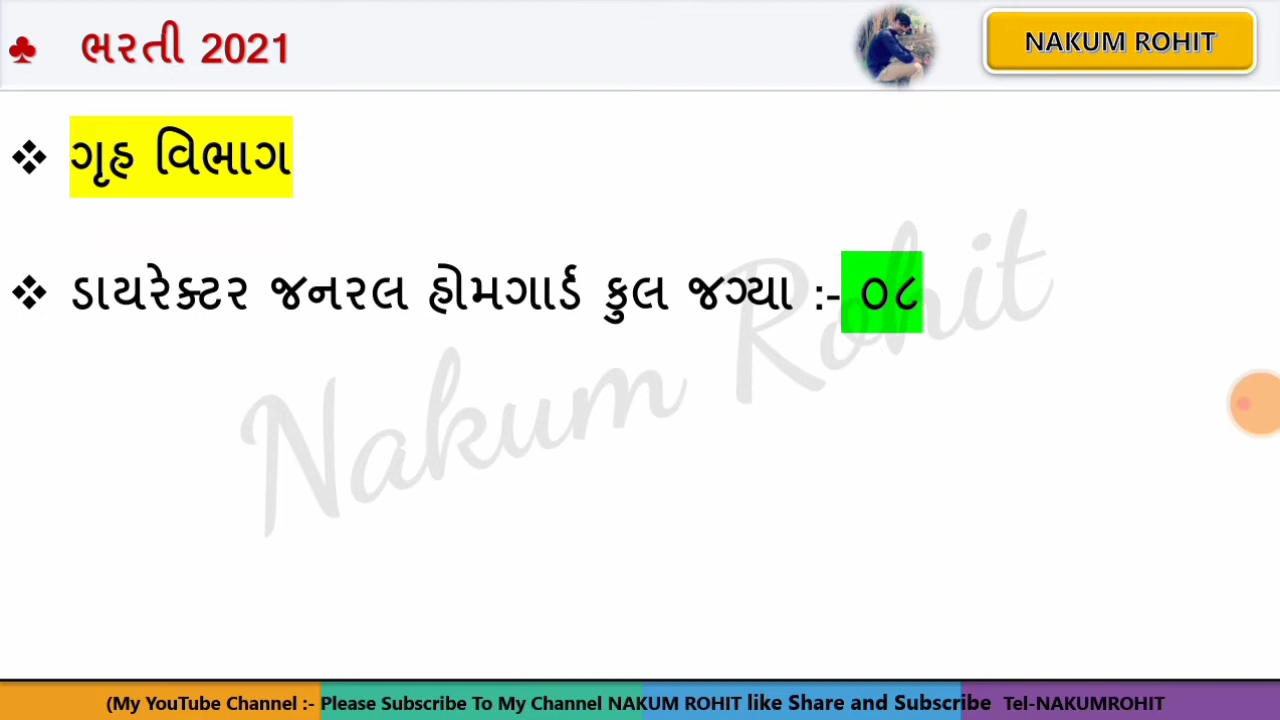 ♣ ભરતી 2021
NAKUM ROHIT
❖ ગૃહ વિભાગ
❖ ડાયરેક્ટર જનરલ હોમગાર્ડ કુલ જગ્યા :- ૦૮
Nakum Rohit
(My YouTube Channel :- Please Subscribe To My Channel NAKUM ROHIT like Share and Subscribe Tel-NAKUMROHIT